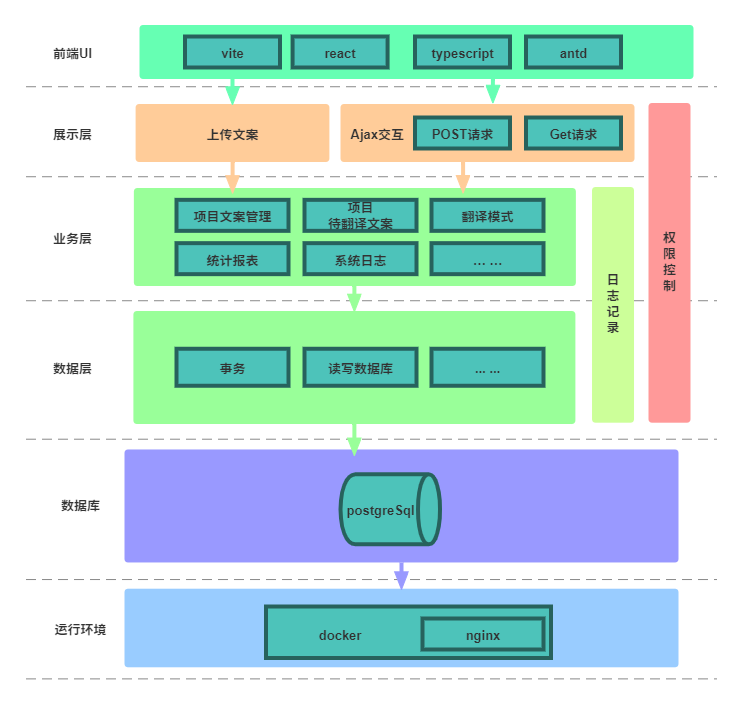 前端UI
vite
react
typescript
antd
展示层
上传文案
Ajax交互
POST请求
Get请求
业务层
项目文案管理
项目
待翻译文案
翻译模式
统计报表
系统日志
... ...
日志记录
权限控制
数据层
事务
读写数据库
... ...
数据库
postgreSql
运行环境
docker
nginx